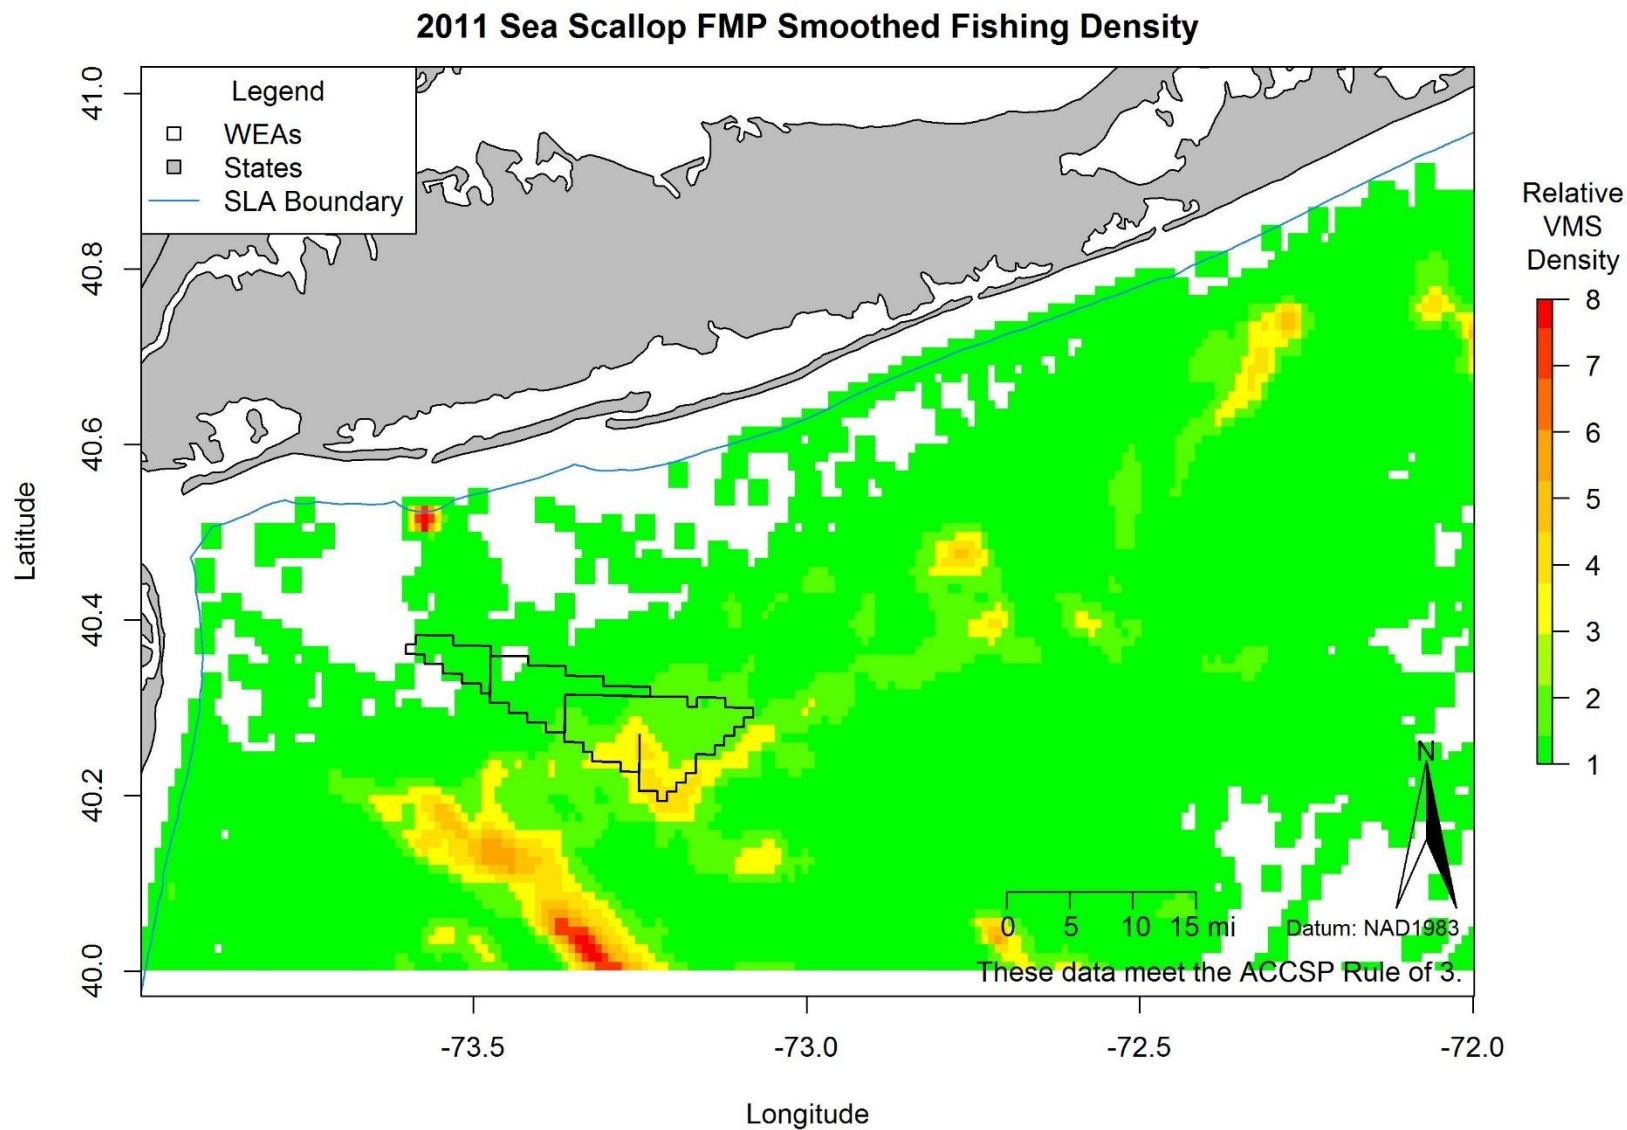 2011 Sea Scallop FMP Smoothed Fishing Density
Legend
WEAs
States
SLA Boundary
Latitude
41.0
40.8
40.6
40.4
40.2
40.0
Relative
VMS
Density
8
7
6
5
4
3
2
1
N
0 5 10 15 mi
Datum: NAD1983
These data meet the ACCSP Rule of 3.
-73.5 -73.0 -72.5 -72.0
Longitude